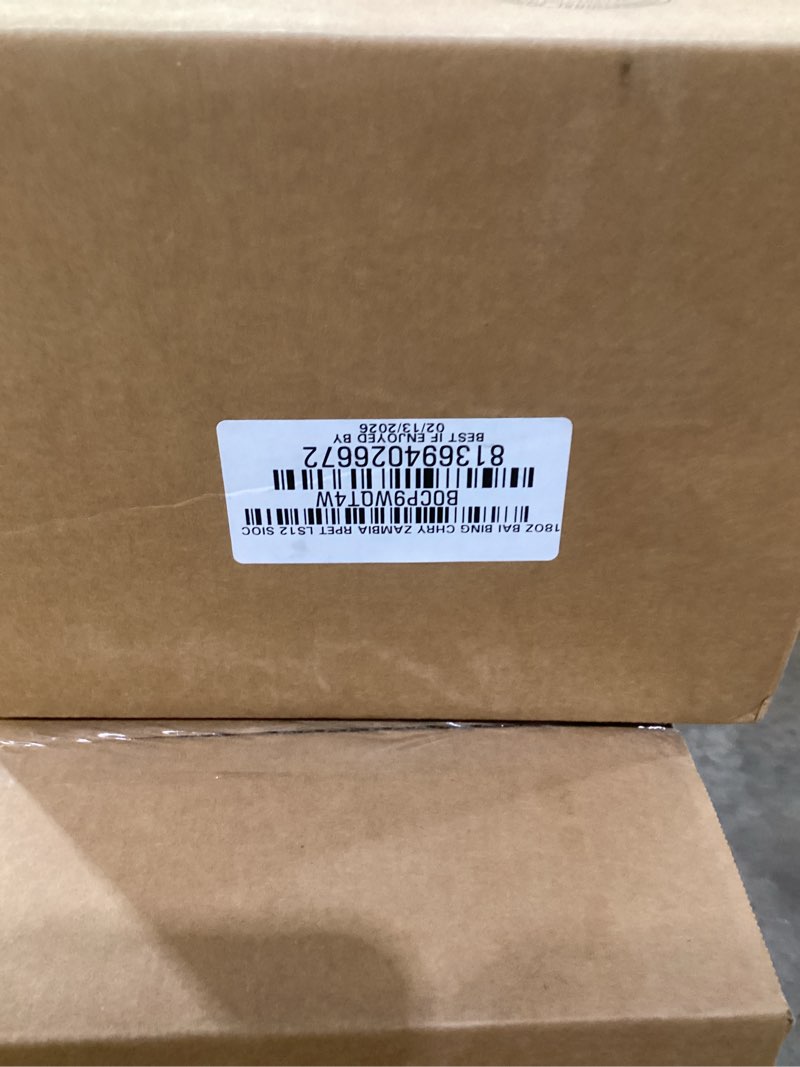 18OZ BAI BING CHRY ZAMBIA RPET LS12 SIOC
B0CP9WQT4W
813694026672
BEST IF ENJOYED BY
02/13/2026